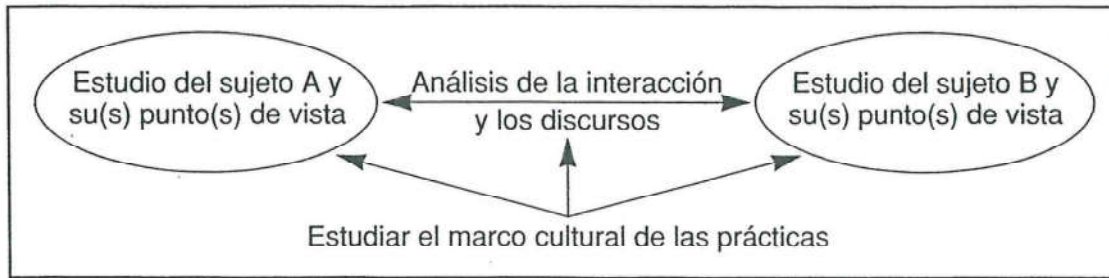 Estudio del sujeto A y
su(s) punto(s) de vista
Análisis de la interacción
y los discursos
Estudio del sujeto B y
su(s) punto(s) de vista
Estudiar el marco cultural de las prácticas